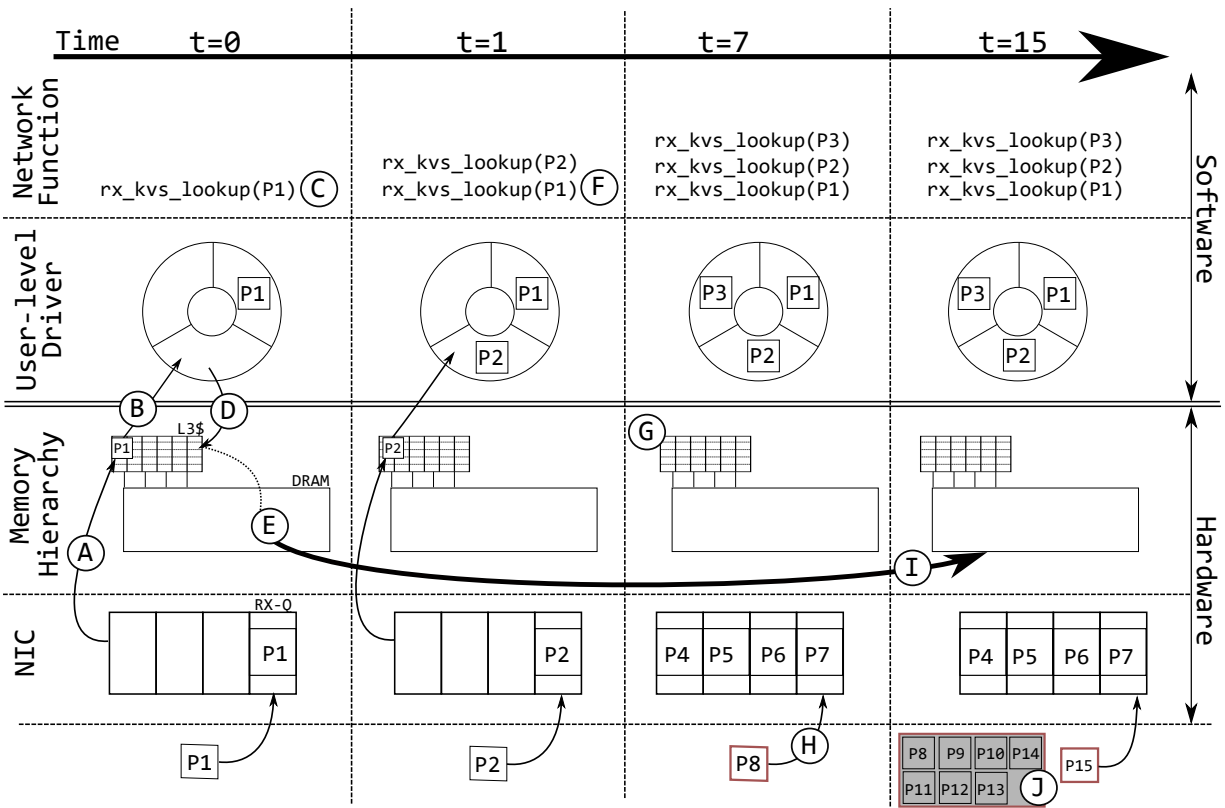 Time t=0 t=1 t=7 t=15
Network Function
rx_kvs_lookup(P1) C
rx_kvs_lookup(P2)
rx_kvs_lookup(P1) F
rx_kvs_lookup(P3)
rx_kvs_lookup(P2)
rx_kvs_lookup(P1)
rx_kvs_lookup(P3)
rx_kvs_lookup(P2)
rx_kvs_lookup(P1)
Software
User-level Driver
P1
P1
P2
P3 P1
P2
P3 P1
P2
B D
Memory Hierarchy
L3$
P1
DRAM
A
E
P2
G
I
Hardware
NIC
RX-Q
P1
P2
P4 P5 P6 P7
P4 P5 P6 P7
P1
P2
P8 H
P8 P9 P10 P14
P11 P12 P13 J
P15